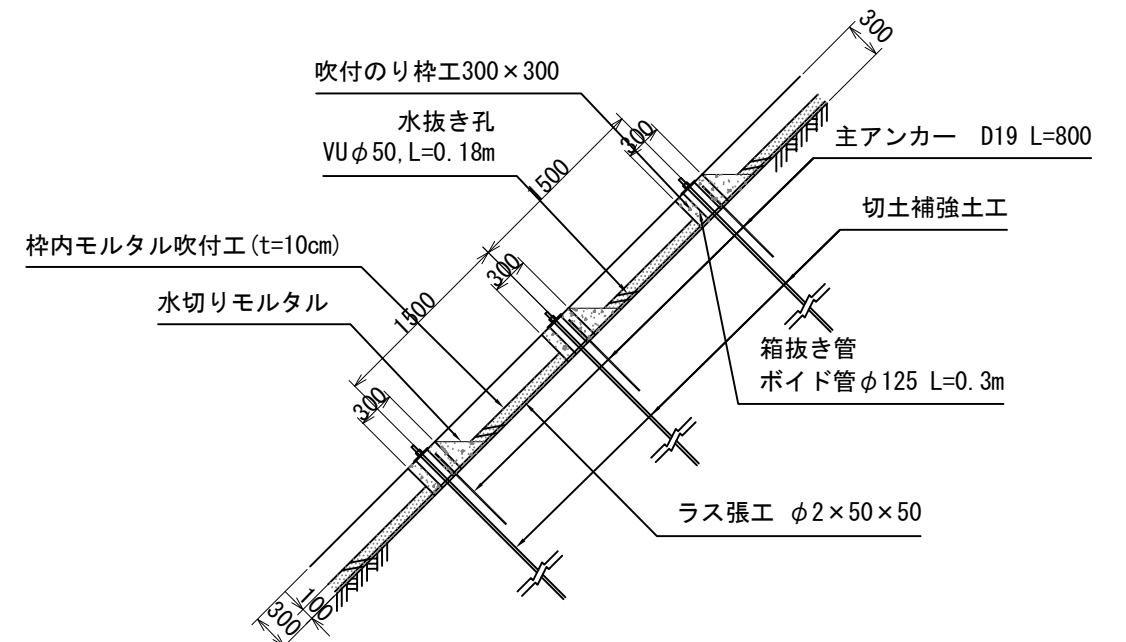 300
吹付のり枠工300×300
水抜き孔
VUφ50,L=0.18m
300
主アンカー D19 L=800
1500
切土補強土工
枠内モルタル吹付工(t=10cm)
300
水切りモルタル
1500
箱抜き管
ボイド管φ125 L=0.3m
300
ラス張工 φ2×50×50
100
300